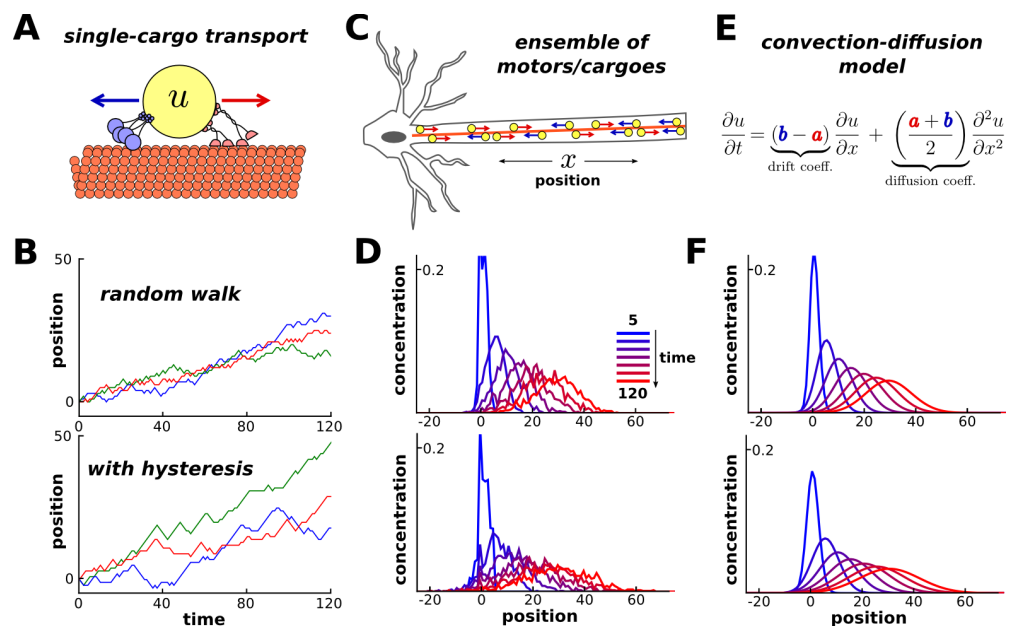 A
single-cargo transport
u
C
ensemble of
motors/cargoes
x
position
E
convection-diffusion
model
∂u/∂t = (b − a) ∂u/∂x + ((a + b)/2) ∂²u/∂x²
drift coeff.
diffusion coeff.
B
50
random walk
position
0
0 40 80 120
50
with hysteresis
position
0
0 40 80 120
time
D
0.2
concentration
5
time
120
-20 0 20 40 60
0.2
concentration
-20 0 20 40 60
position
F
0.2
concentration
-20 0 20 40 60
0.2
concentration
-20 0 20 40 60
position